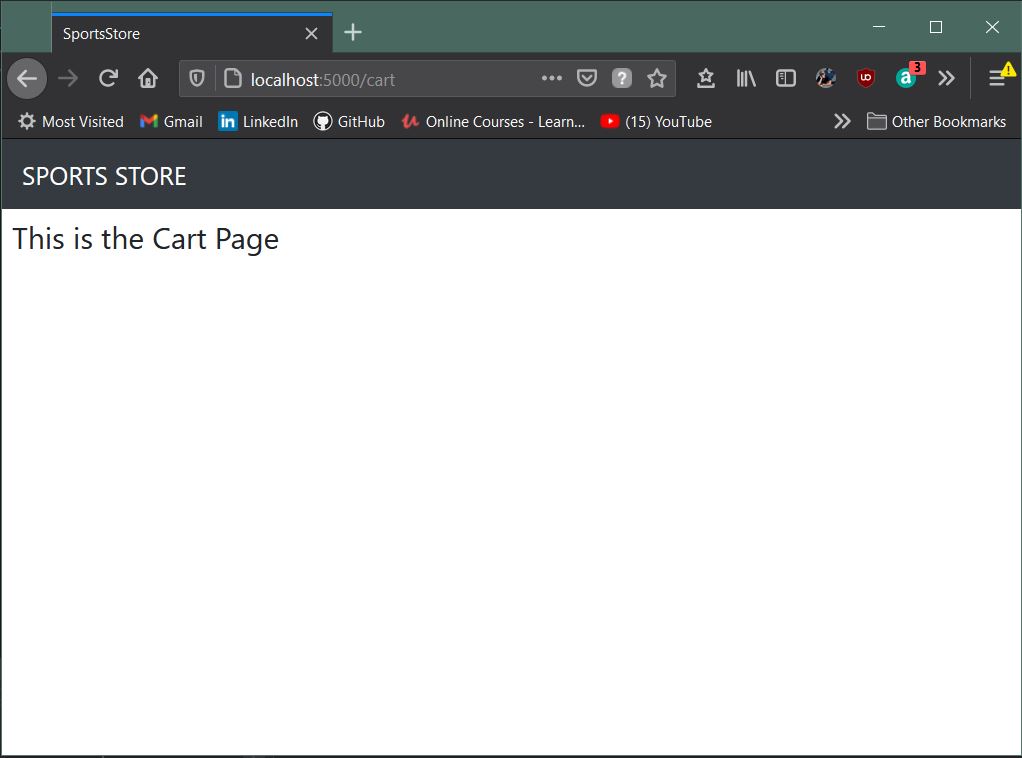 SportsStore
localhost:5000/cart
3
Most Visited Gmail LinkedIn GitHub Online Courses - Learn... (15) YouTube Other Bookmarks
SPORTS STORE
This is the Cart Page